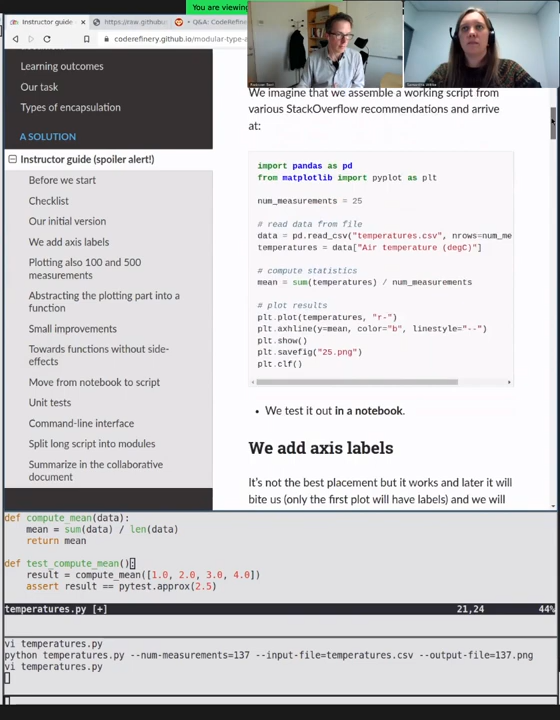 You are viewing
Instructor guide
https://raw.github
Q&A: CodeRefine
coderefinery.github.io/modular-type-a
Learning outcomes
Our task
Types of encapsulation
A SOLUTION
Instructor guide (spoiler alert!)
Before we start
Checklist
Our initial version
We add axis labels
Plotting also 100 and 500
measurements
Abstracting the plotting part into a
function
Small improvements
Towards functions without side-
effects
Move from notebook to script
Unit tests
Command-line interface
Split long script into modules
Summarize in the collaborative
document
We imagine that we assemble a working script from
various StackOverflow recommendations and arrive
at:
import pandas as pd
from matplotlib import pyplot as plt
num_measurements = 25
# read data from file
data = pd.read_csv("temperatures.csv", nrows=num_me
temperatures = data["Air temperature (degC)"]
# compute statistics
mean = sum(temperatures) / num_measurements
# plot results
plt.plot(temperatures, "r-")
plt.axhline(y=mean, color="b", linestyle="--")
plt.show()
plt.savefig("25.png")
plt.clf()
• We test it out in a notebook.
We add axis labels
It's not the best placement but it works and later it will
bite us (only the first plot will have labels) and we will
def compute_mean(data):
    mean = sum(data) / len(data)
    return mean
def test_compute_mean():
    result = compute_mean([1.0, 2.0, 3.0, 4.0])
    assert result == pytest.approx(2.5)
temperatures.py [+] 21,24 44%
vi temperatures.py
python temperatures.py --num-measurements=137 --input-file=temperatures.csv --output-file=137.png
vi temperatures.py